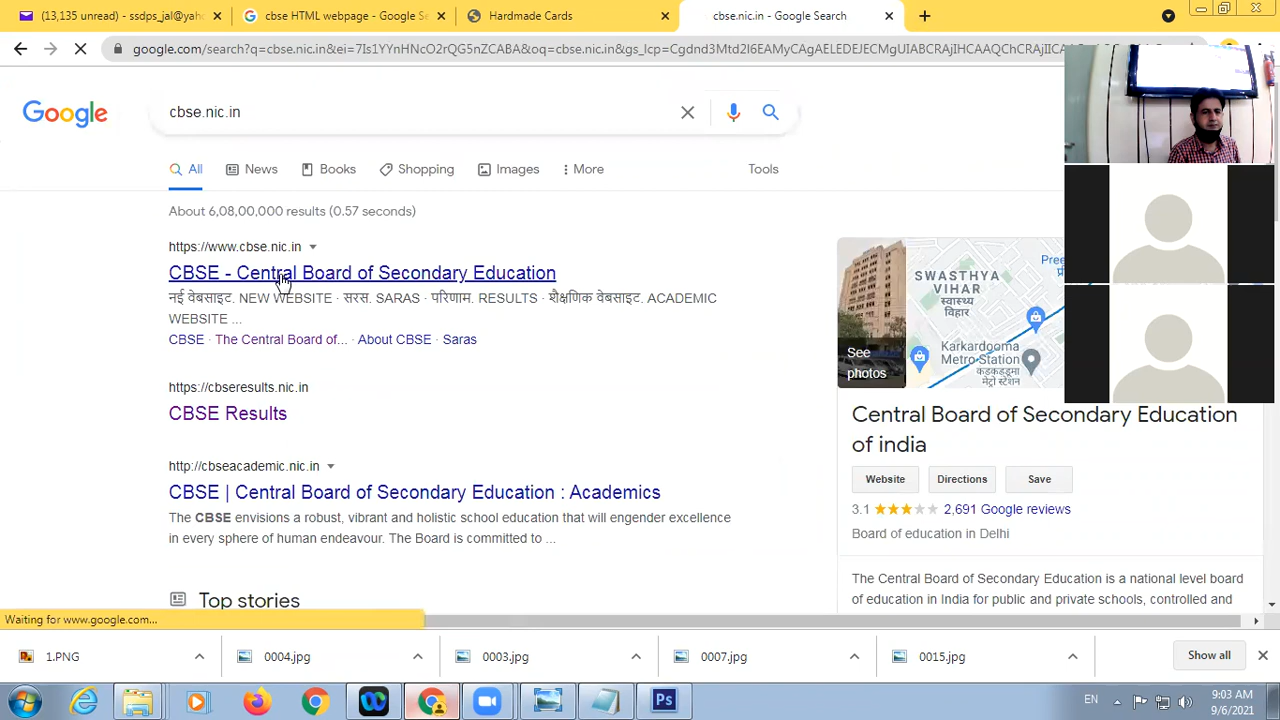 (13,135 unread) - ssdps_jal@yaho
cbse HTML webpage - Google Se
Hardmade Cards
cbse.nic.in - Google Search
google.com/search?q=cbse.nic.in&ei=7Is1YYnHNcO2rQG5nZCABA&oq=cbse.nic.in&gs_lcp=Cgdnd3Mtd2l6EAMyCAgAELEDEJECMgUIABCRAjIHCAAQChCRAjIICA
Google
cbse.nic.in
All
News
Books
Shopping
Images
More
Tools
About 6,08,00,000 results (0.57 seconds)
https://www.cbse.nic.in
CBSE - Central Board of Secondary Education
नई वेबसाइट. NEW WEBSITE · सरस. SARAS · परिणाम. RESULTS · शैक्षणिक वेबसाइट. ACADEMIC
WEBSITE ...
CBSE · The Central Board of... · About CBSE · Saras
https://cbseresults.nic.in
CBSE Results
http://cbseacademic.nic.in
CBSE | Central Board of Secondary Education : Academics
The CBSE envisions a robust, vibrant and holistic school education that will engender excellence
in every sphere of human endeavour. The Board is committed to ...
Top stories
See
photos
SWASTHYA
VIHAR
स्वास्थ्य
विहार
Pree
Karkardooma
Metro Station
Central Board of Secondary Education
of india
Website
Directions
Save
3.1
2,691 Google reviews
Board of education in Delhi
The Central Board of Secondary Education is a national level board
of education in India for public and private schools, controlled and
Waiting for www.google.com...
1.PNG
0004.jpg
0003.jpg
0007.jpg
0015.jpg
Show all
Ps
EN
9:03 AM
9/6/2021